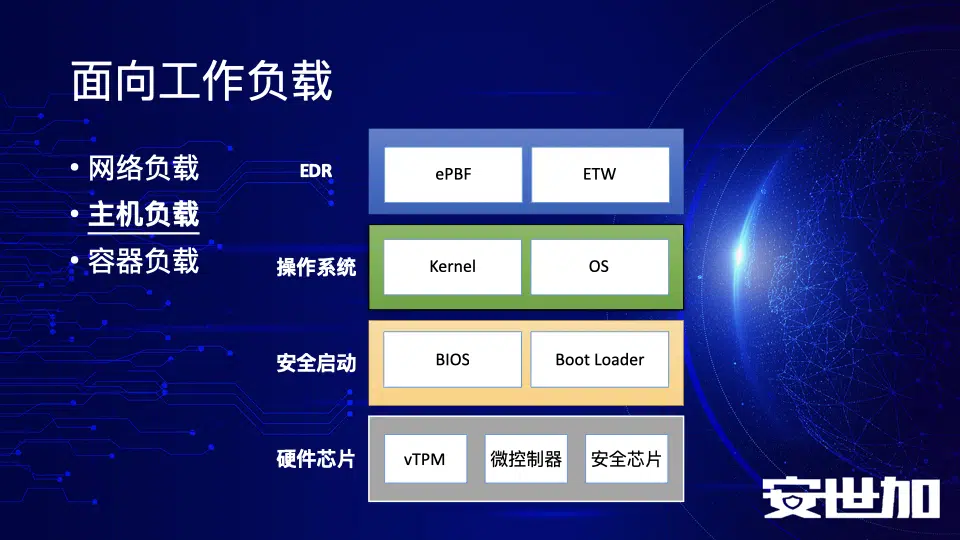 面向工作负载
• 网络负载
• 主机负载
• 容器负载
EDR
ePBF
ETW
操作系统
Kernel
OS
安全启动
BIOS
Boot Loader
硬件芯片
vTPM
微控制器
安全芯片
安世加